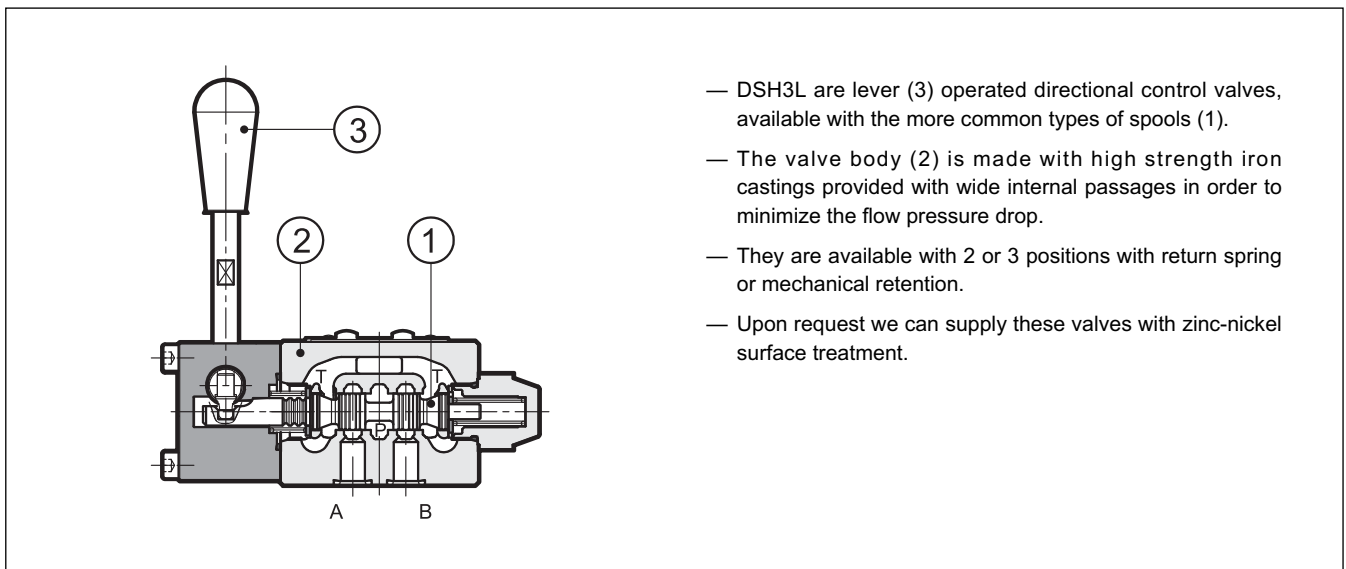 3
2
1
T
T
P
A
B
— DSH3L are lever (3) operated directional control valves,
available with the more common types of spools (1).
— The valve body (2) is made with high strength iron
castings provided with wide internal passages in order to
minimize the flow pressure drop.
— They are available with 2 or 3 positions with return spring
or mechanical retention.
— Upon request we can supply these valves with zinc-nickel
surface treatment.